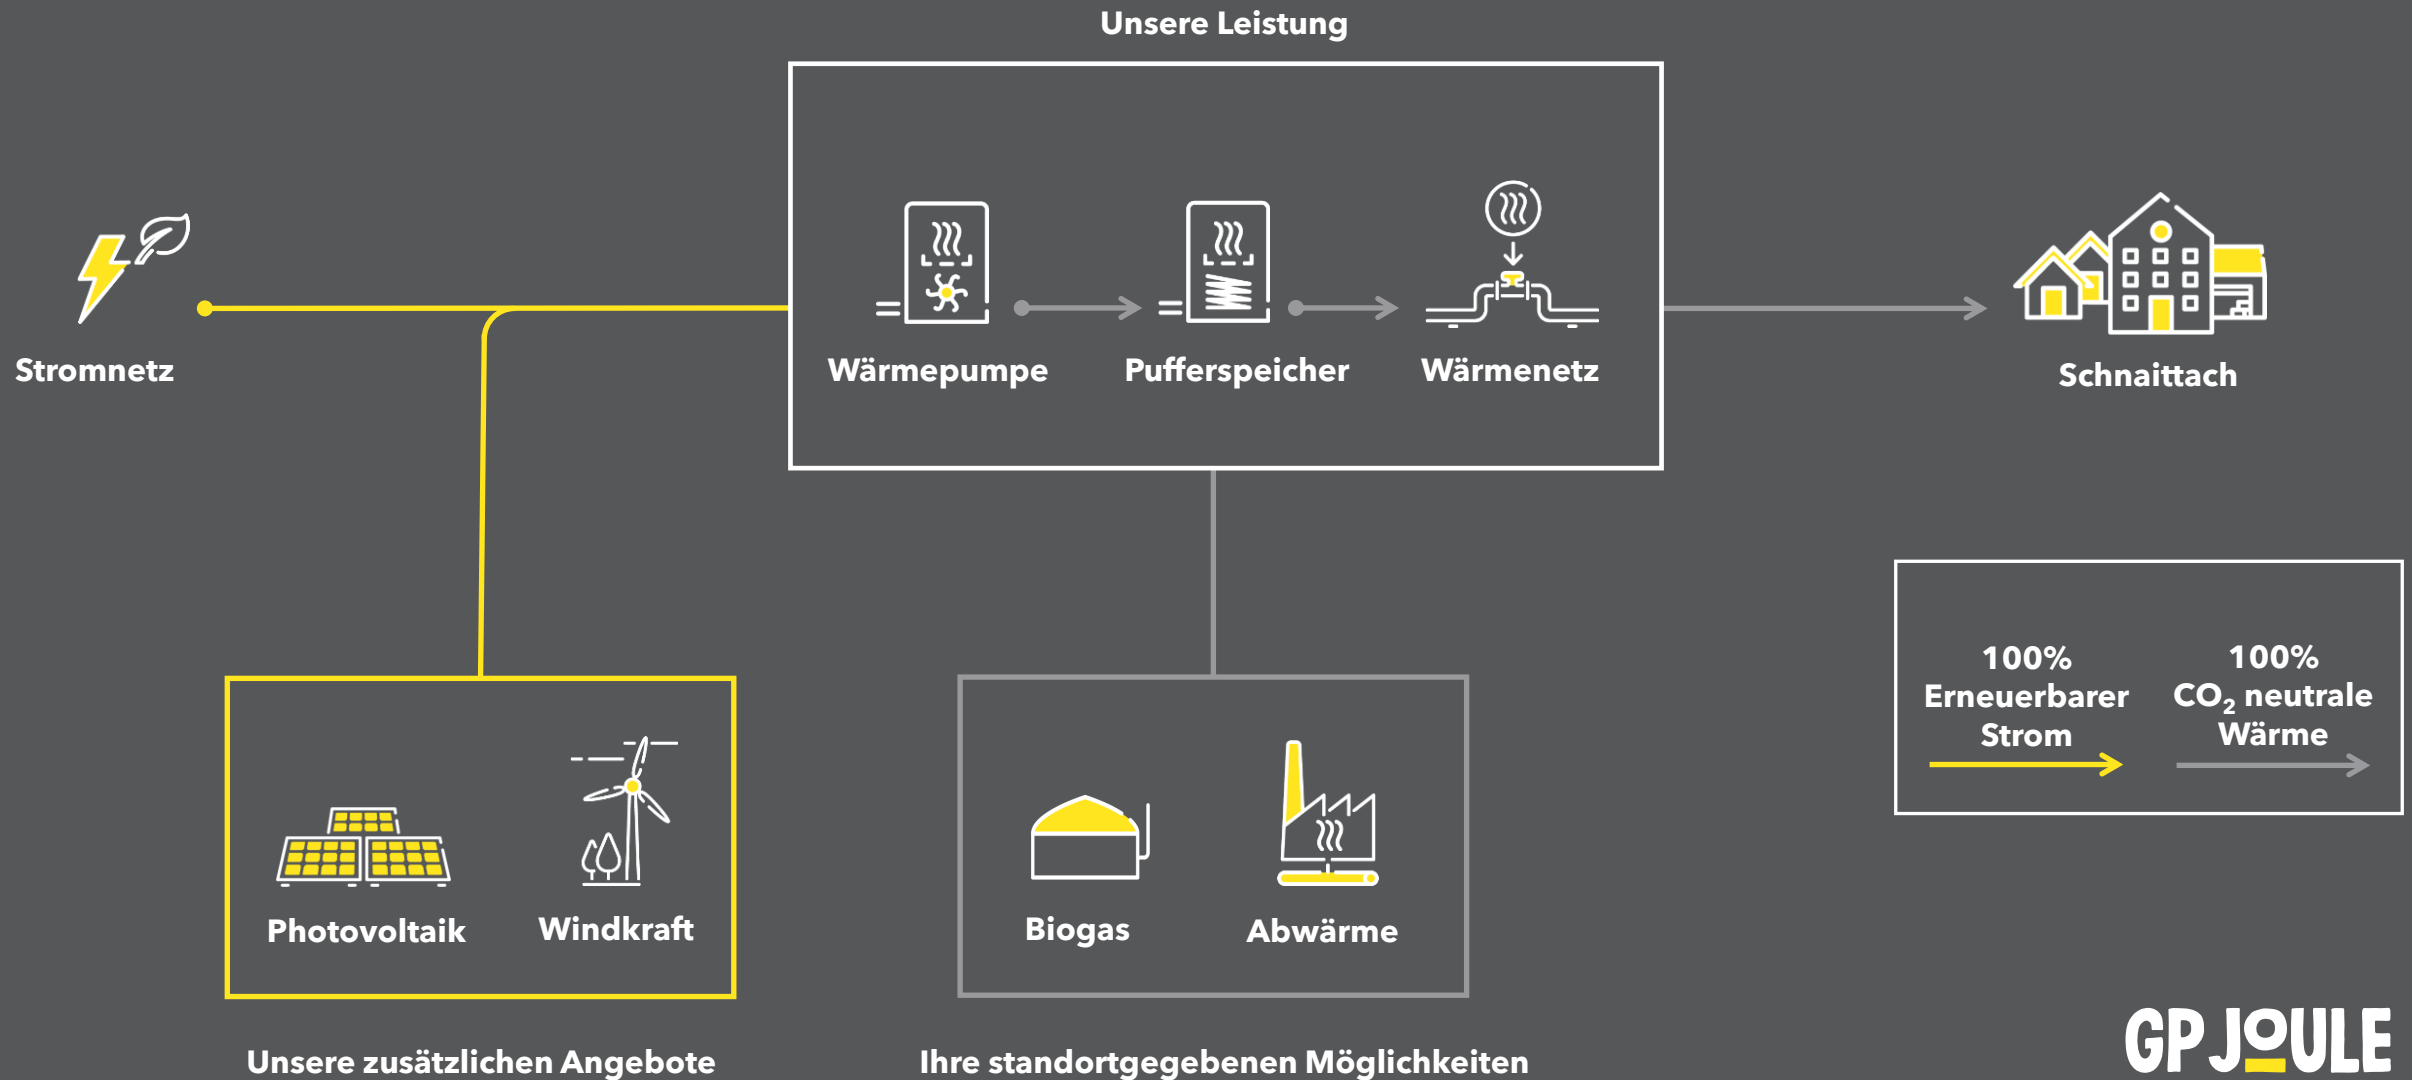 Unsere Leistung
Stromnetz
Wärmepumpe
Pufferspeicher
Wärmenetz
Schnaittach
100%
Erneuerbarer
Strom
100%
CO₂ neutrale
Wärme
Photovoltaik
Windkraft
Biogas
Abwärme
Unsere zusätzlichen Angebote
Ihre standortgegebenen Möglichkeiten
GP JOULE